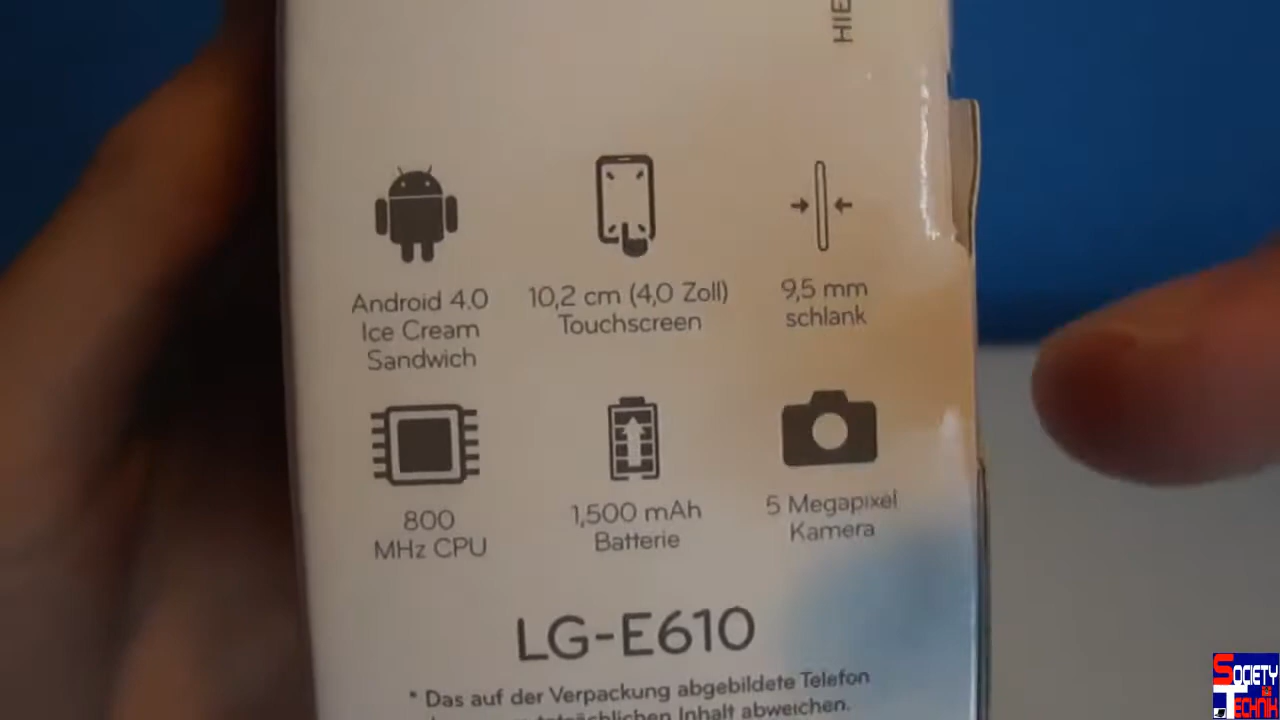 HIE
Android 4.0
Ice Cream
Sandwich
10,2 cm (4,0 Zoll)
Touchscreen
9,5 mm
schlank
800
MHz CPU
1,500 mAh
Batterie
5 Megapixel
Kamera
LG-E610
* Das auf der Verpackung abgebildete Telefon
Inhalt abweichen.
SOCIETY
TECHNIK